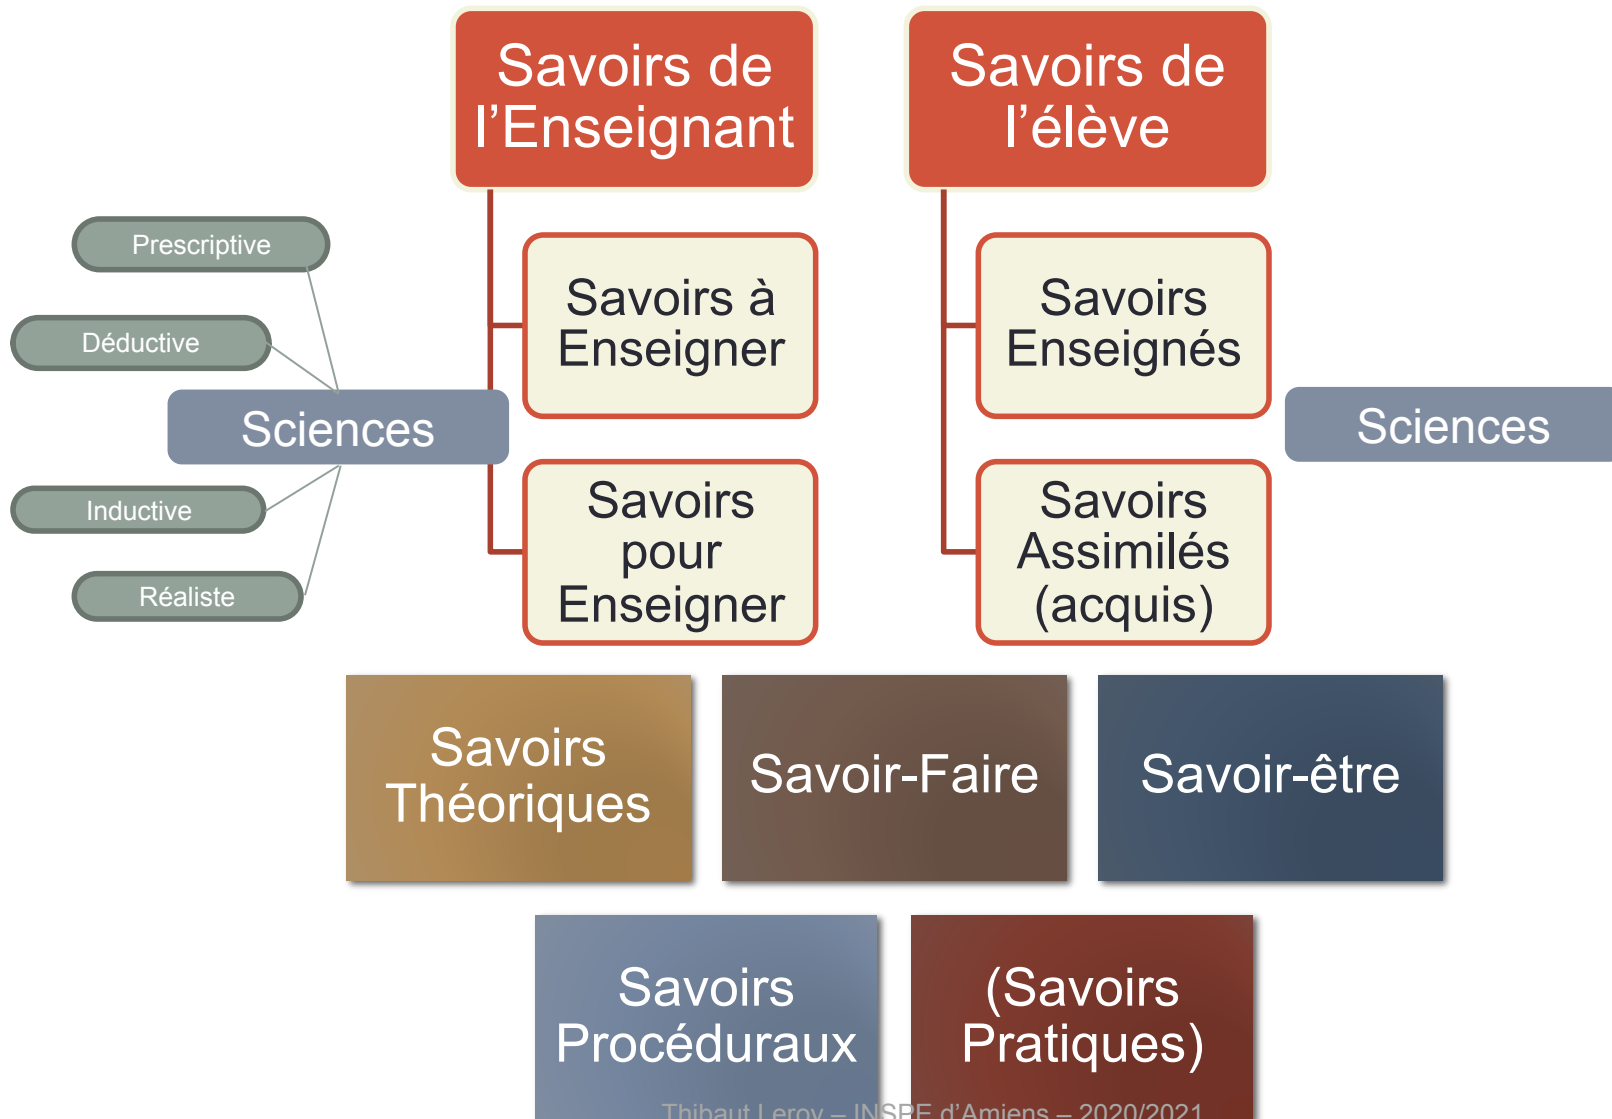 Savoirs de
l’Enseignant
Savoirs de
l’élève
Prescriptive
Déductive
Sciences
Inductive
Réaliste
Savoirs à
Enseigner
Savoirs
pour
Enseigner
Savoirs
Enseignés
Savoirs
Assimilés
(acquis)
Sciences
Savoirs
Théoriques
Savoir-Faire
Savoir-être
Savoirs
Procéduraux
(Savoirs
Pratiques)
Thibaut Leroy – INSPE d’Amiens – 2020/2021